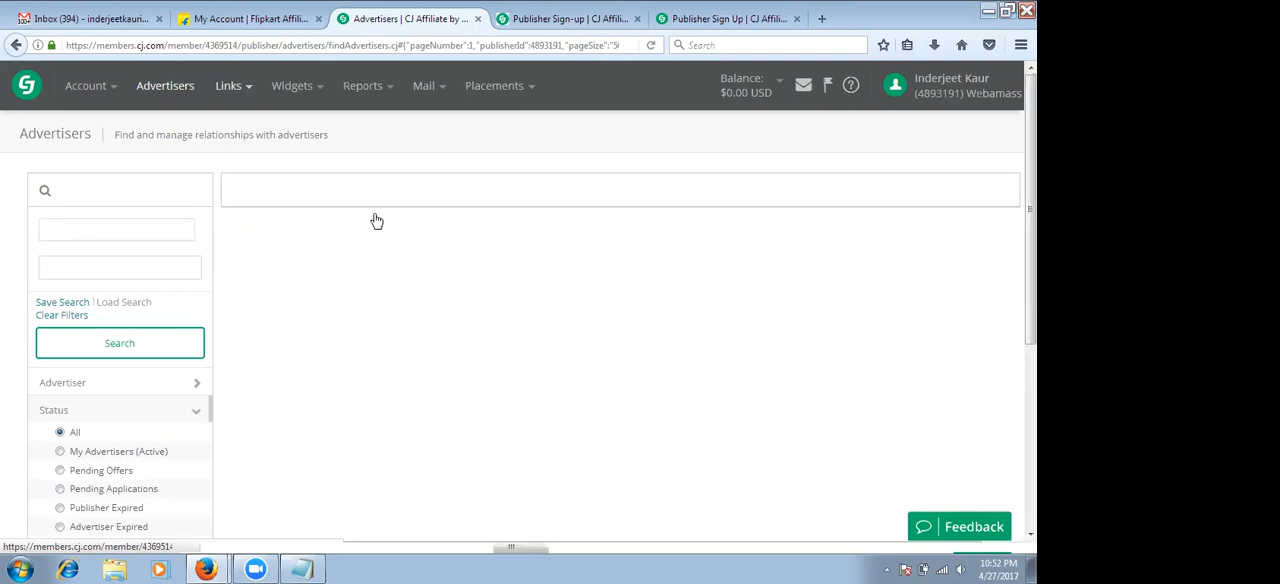 Inbox (394) - inderjeetkauri...
My Account | Flipkart Affili...
Advertisers | CJ Affiliate by ...
Publisher Sign-up | CJ Affili...
Publisher Sign Up | CJ Affili...
https://members.cj.com/member/4369514/publisher/advertisers/findAdvertisers.cj#{"pageNumber":1,"publisherId":4893191,"pageSize":"50
Search
Account
Advertisers
Links
Widgets
Reports
Mail
Placements
Balance:
$0.00 USD
Inderjeet Kaur
(4893191) Webamass
Advertisers | Find and manage relationships with advertisers
Save Search | Load Search
Clear Filters
Search
Advertiser
Status
All
My Advertisers (Active)
Pending Offers
Pending Applications
Publisher Expired
Advertiser Expired
Feedback
https://members.cj.com/member/436951
10:52 PM
4/27/2017